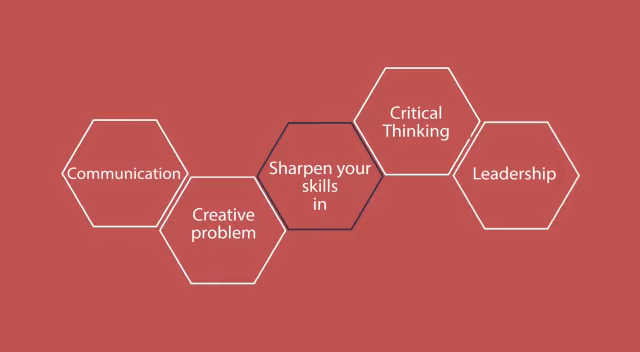 Communication
Creative
problem
Sharpen your
skills
in
Critical
Thinking
Leadership